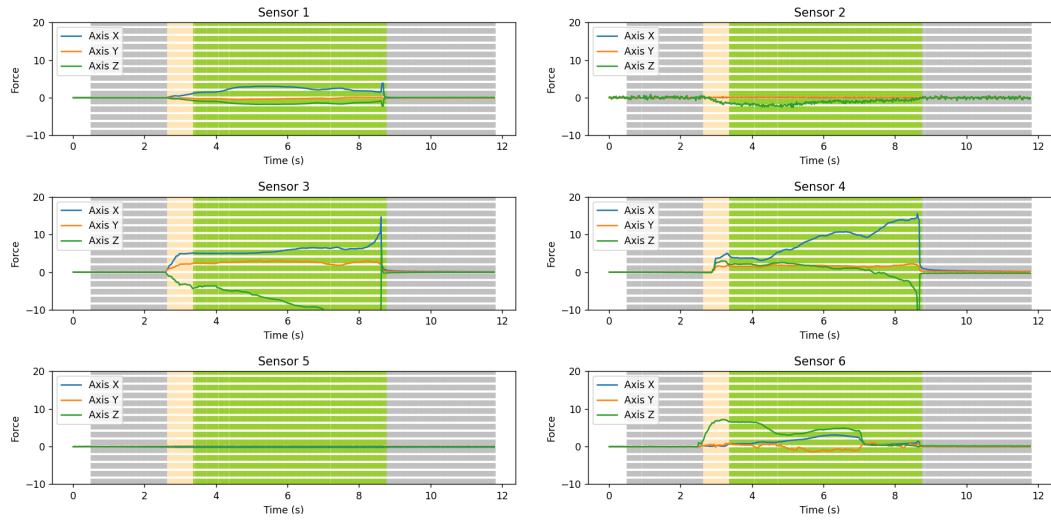 Sensor 1
20
10
0
−10
Force
Axis X
Axis Y
Axis Z
0 2 4 6 8 10 12
Time (s)
Sensor 2
20
10
0
−10
Force
Axis X
Axis Y
Axis Z
0 2 4 6 8 10 12
Time (s)
Sensor 3
20
10
0
−10
Force
Axis X
Axis Y
Axis Z
0 2 4 6 8 10 12
Time (s)
Sensor 4
20
10
0
−10
Force
Axis X
Axis Y
Axis Z
0 2 4 6 8 10 12
Time (s)
Sensor 5
20
10
0
−10
Force
Axis X
Axis Y
Axis Z
0 2 4 6 8 10 12
Time (s)
Sensor 6
20
10
0
−10
Force
Axis X
Axis Y
Axis Z
0 2 4 6 8 10 12
Time (s)